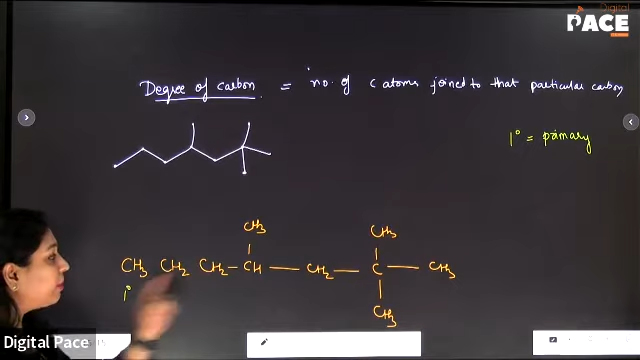 Digital
PACE
Degree of carbon = no. of C atoms joined to that particular carbon
1° = primary
CH3 CH3
CH3 CH2 CH2 – CH — CH2 — C — CH3
1° CH3
Digital Pace